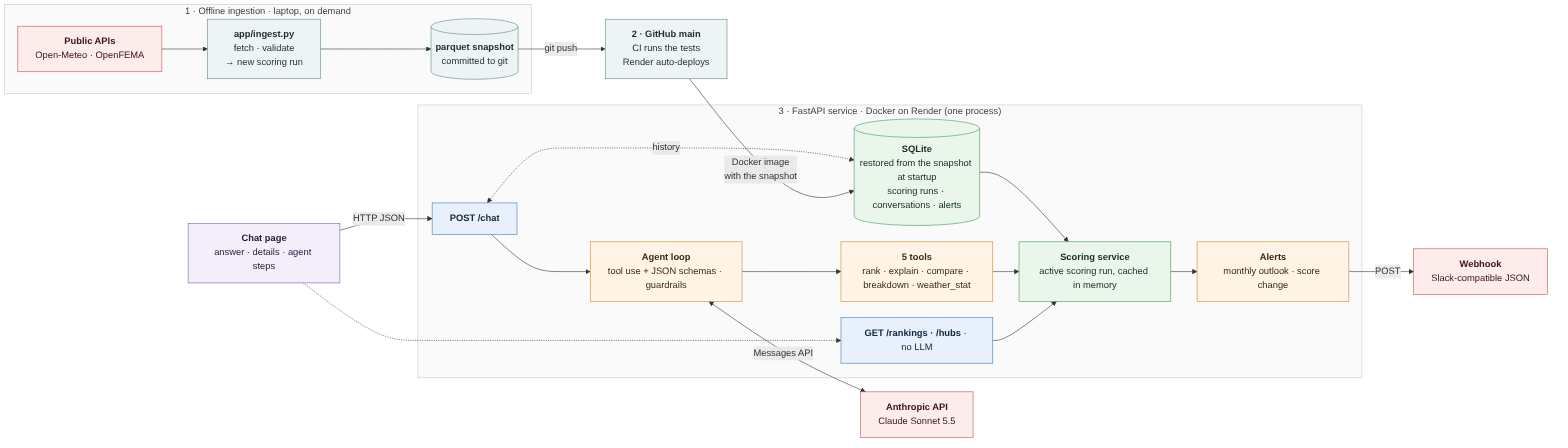 1 · Offline ingestion · laptop, on demand
Public APIs
Open-Meteo · OpenFEMA
app/ingest.py
fetch · validate
→ new scoring run
parquet snapshot
committed to git
git push
2 · GitHub main
CI runs the tests
Render auto-deploys
3 · FastAPI service · Docker on Render (one process)
history
Docker image
with the snapshot
SQLite
restored from the snapshot
at startup
scoring runs ·
conversations · alerts
Chat page
answer · details · agent
steps
HTTP JSON
POST /chat
Agent loop
tool use + JSON schemas ·
guardrails
5 tools
rank · explain · compare ·
breakdown · weather_stat
Scoring service
active scoring run, cached
in memory
Alerts
monthly outlook · score
change
POST
Webhook
Slack-compatible JSON
GET /rankings · /hubs ·
no LLM
Messages API
Anthropic API
Claude Sonnet 5.5